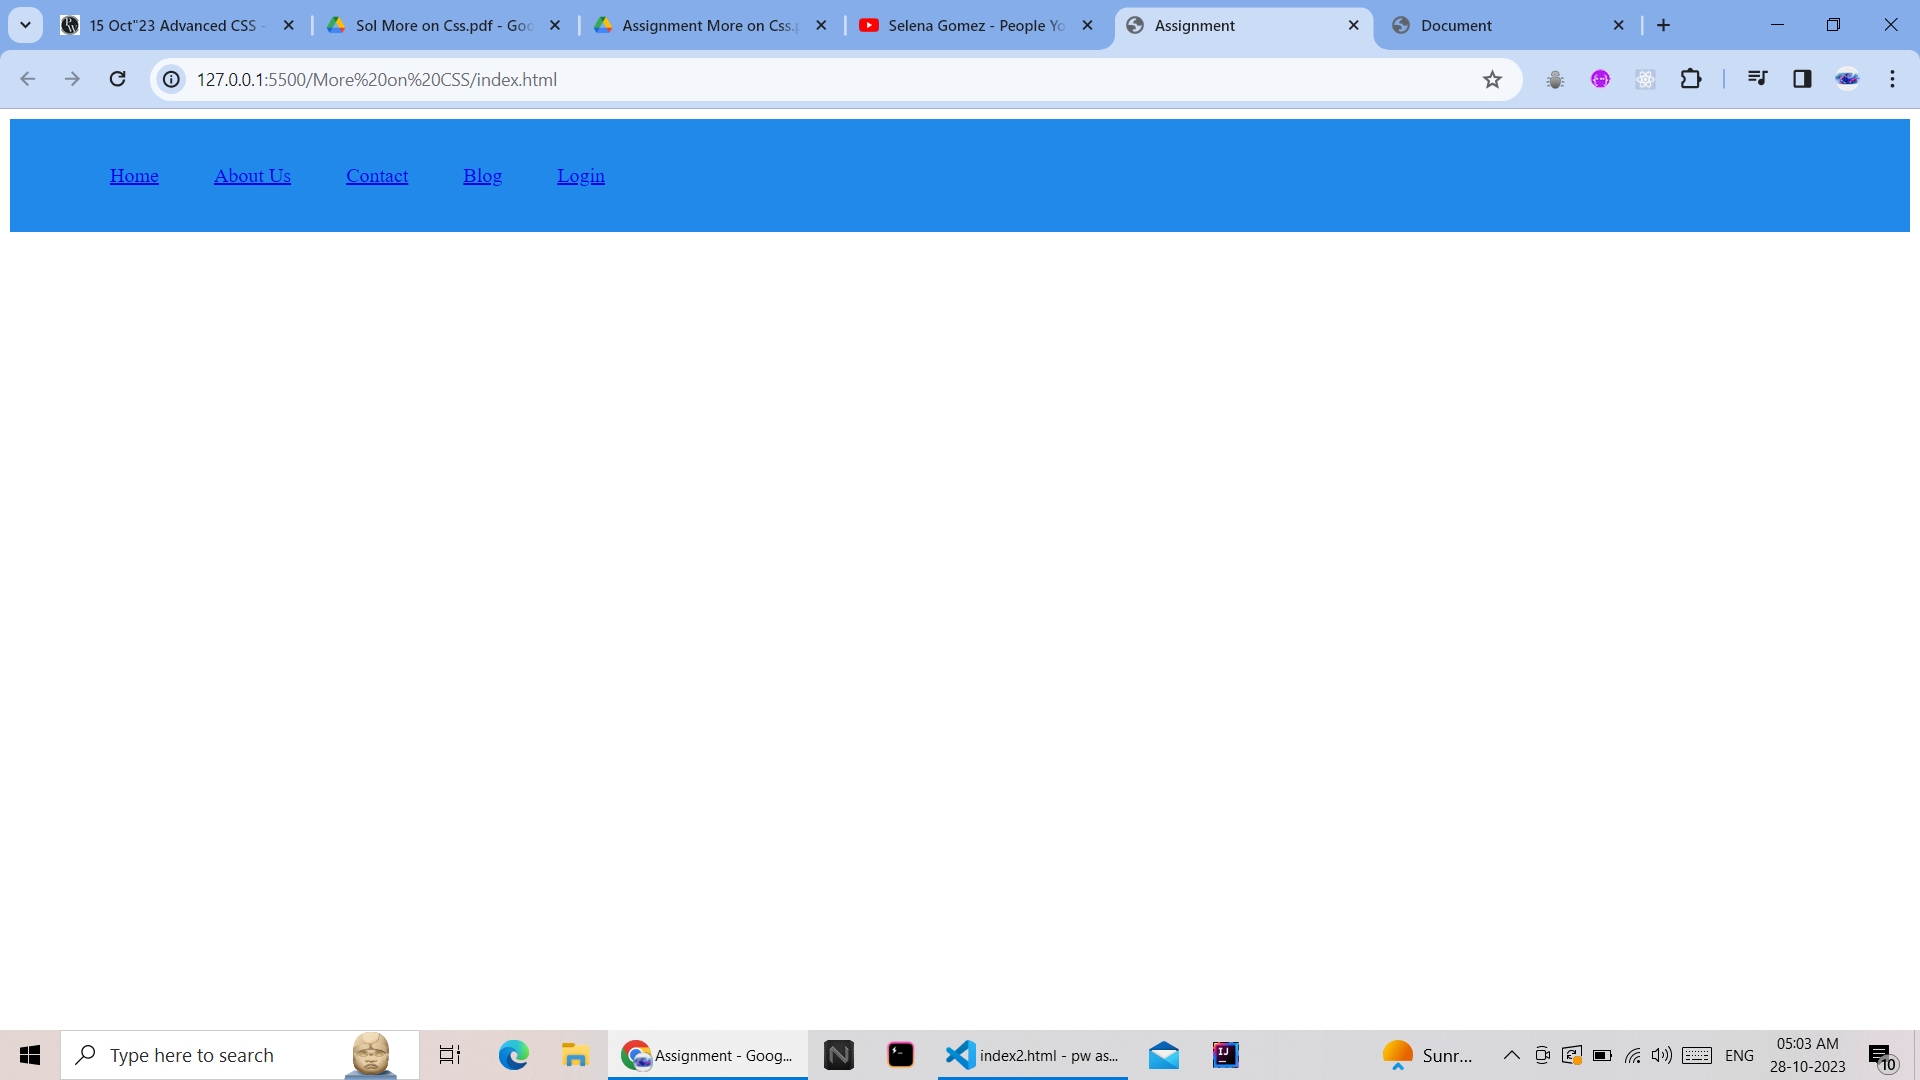 15 Oct"23 Advanced CSS -
Sol More on Css.pdf - Goo
Assignment More on Css.p
Selena Gomez - People Yo
Assignment
Document
127.0.0.1:5500/More%20on%20CSS/index.html
Home About Us Contact Blog Login
Type here to search
Assignment - Goog...
index2.html - pw as...
Sunr...
ENG
05:03 AM
28-10-2023
10